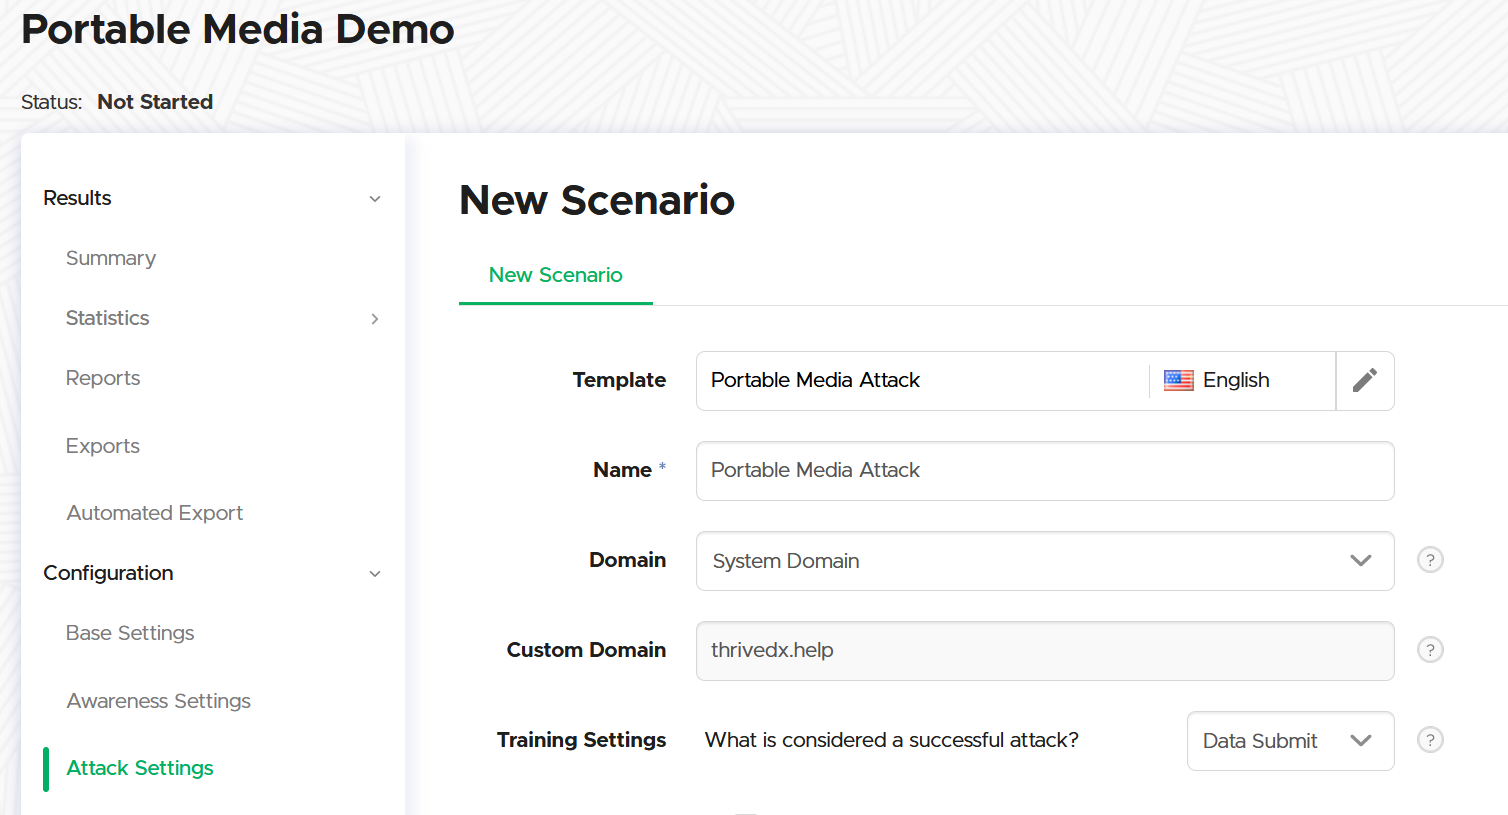 Portable Media Demo
Status: Not Started
Results
Summary
Statistics
Reports
Exports
Automated Export
Configuration
Base Settings
Awareness Settings
Attack Settings
New Scenario
New Scenario
Template Portable Media Attack English
Name * Portable Media Attack
Domain System Domain ?
Custom Domain thrivedx.help ?
Training Settings What is considered a successful attack? Data Submit ?